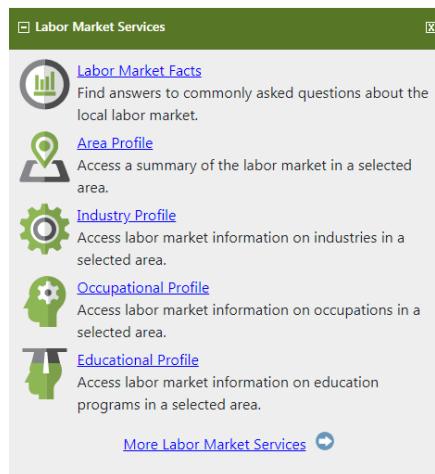 Labor Market Services
Labor Market Facts
Find answers to commonly asked questions about the
local labor market.
Area Profile
Access a summary of the labor market in a selected
area.
Industry Profile
Access labor market information on industries in a
selected area.
Occupational Profile
Access labor market information on occupations in a
selected area.
Educational Profile
Access labor market information on education
programs in a selected area.
More Labor Market Services